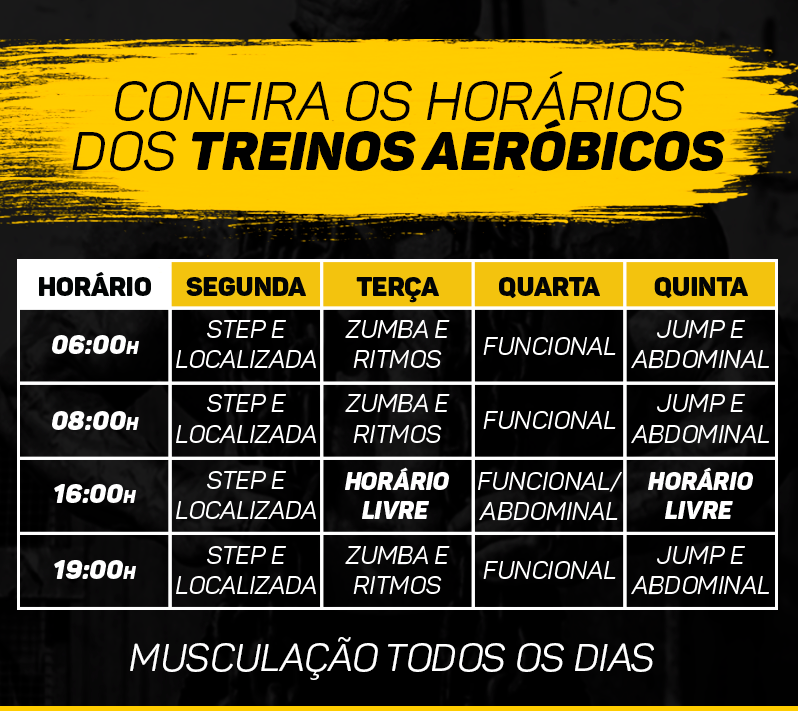 CONFIRA OS HORÁRIOS
DOS TREINOS AERÓBICOS
HORÁRIO SEGUNDA TERÇA QUARTA QUINTA
06:00H STEP E LOCALIZADA ZUMBA E RITMOS FUNCIONAL JUMP E ABDOMINAL
08:00H STEP E LOCALIZADA ZUMBA E RITMOS FUNCIONAL JUMP E ABDOMINAL
16:00H STEP E LOCALIZADA HORÁRIO LIVRE FUNCIONAL/ABDOMINAL HORÁRIO LIVRE
19:00H STEP E LOCALIZADA ZUMBA E RITMOS FUNCIONAL JUMP E ABDOMINAL
MUSCULAÇÃO TODOS OS DIAS